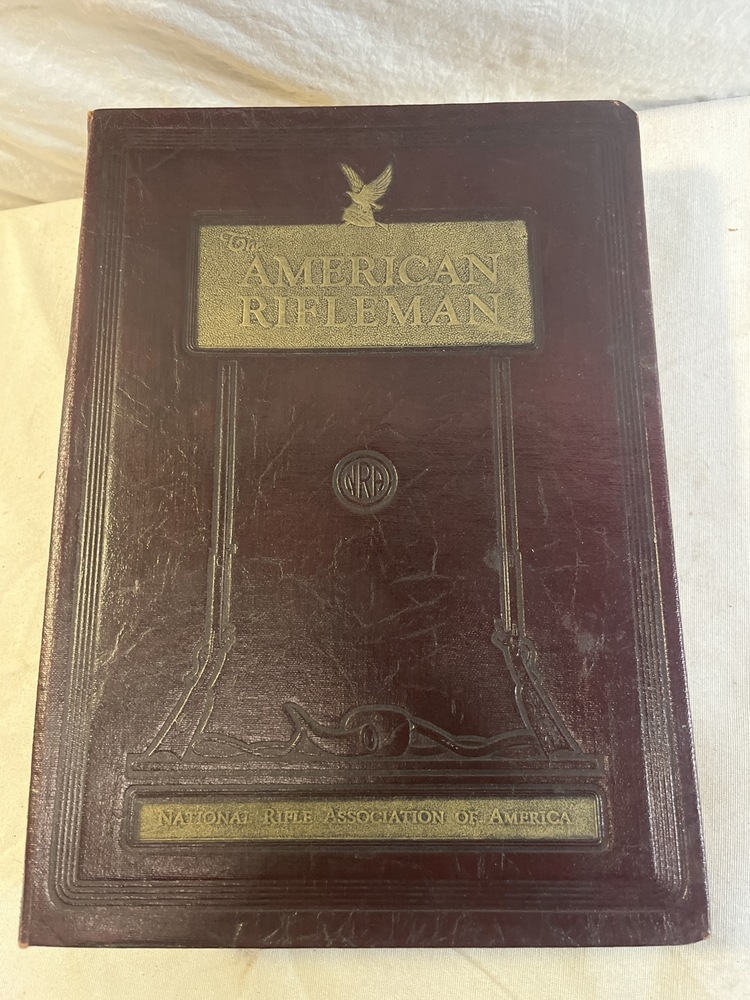 The
AMERICAN
RIFLEMAN
NRA
NATIONAL RIFLE ASSOCIATION OF AMERICA